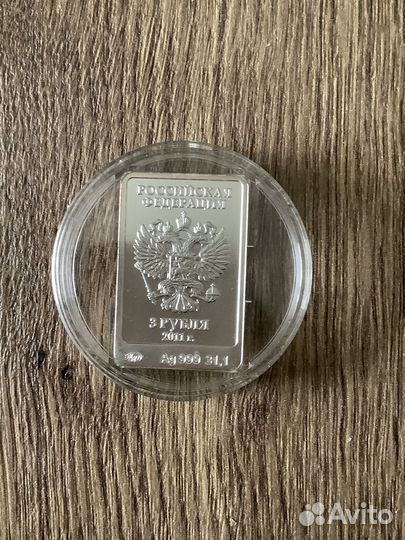 РОССИЙСКАЯ
ФЕДЕРАЦИЯ
3 РУБЛЯ
2011 г.
Ag 999 31,1
Avito